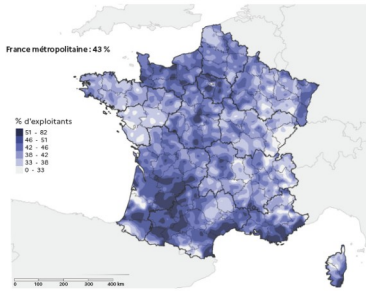 France métropolitaine : 43 %
% d'exploitants
51 - 82
46 - 51
42 - 46
38 - 42
33 - 38
0 - 33
0 100 200 300 400 km